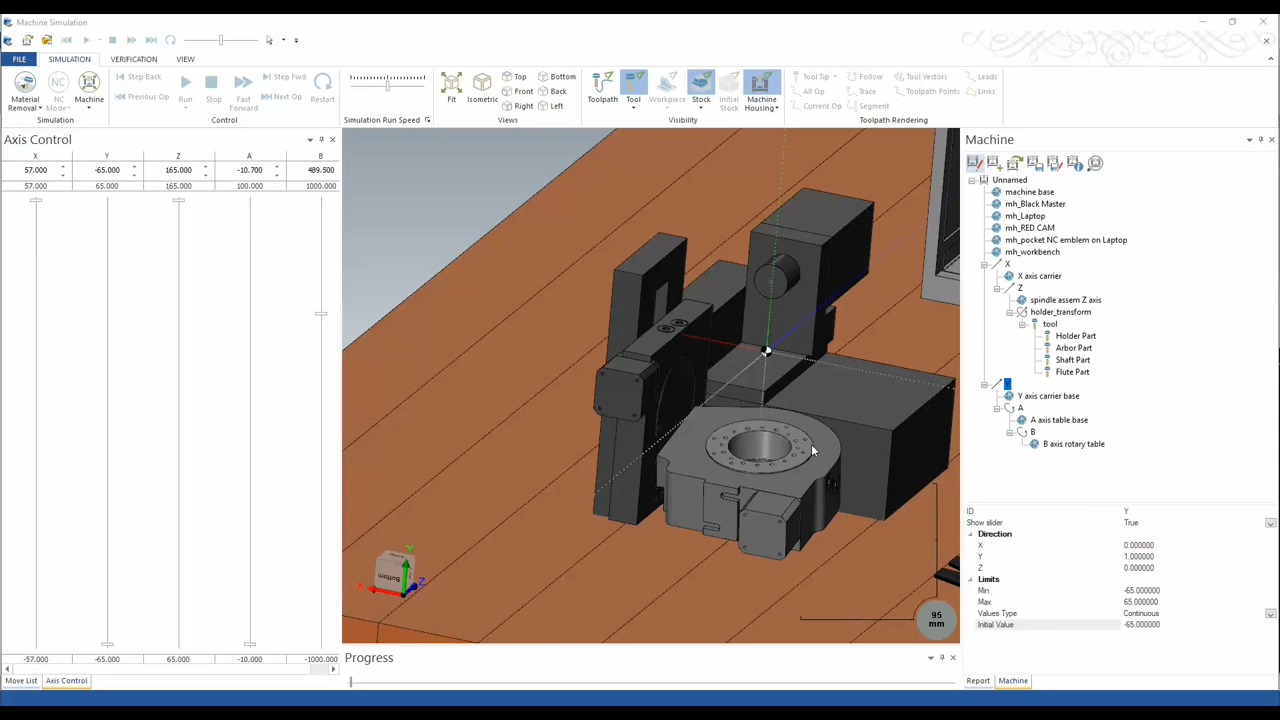 Machine Simulation
FILE SIMULATION VERIFICATION VIEW
Material Removal
NC Mode
Machine
Simulation
Step Back
Previous Op
Run
Stop
Fast Forward
Step Fwd
Next Op
Restart
Control
Simulation Run Speed
Fit
Isometric
Top
Front
Right
Bottom
Back
Left
Views
Toolpath
Tool
Workpiece
Stock
Initial Stock
Machine Housing
Visibility
Tool Tip
All Op
Current Op
Follow
Trace
Segment
Tool Vectors
Toolpath Points
Leads
Links
Toolpath Rendering
Axis Control
X Y Z A B
57.000 -65.000 165.000 -10.700 489.500
57.000 65.000 165.000 100.000 1000.000
-57.000 -65.000 65.000 -10.000 -1000.000
Move List Axis Control
Bottom
X
Y
Z
95
mm
Progress
Machine
Unnamed
machine base
mh_Black Master
mh_Laptop
mh_RED CAM
mh_pocket NC emblem on Laptop
mh_workbench
X
X axis carrier
Z
spindle assem Z axis
holder_transform
tool
Holder Part
Arbor Part
Shaft Part
Flute Part
Y
Y axis carrier base
A
A axis table base
B
B axis rotary table
ID Y
Show slider True
Direction
X 0.000000
Y 1.000000
Z 0.000000
Limits
Min -65.000000
Max 65.000000
Values Type Continuous
Initial Value -65.000000
Report Machine